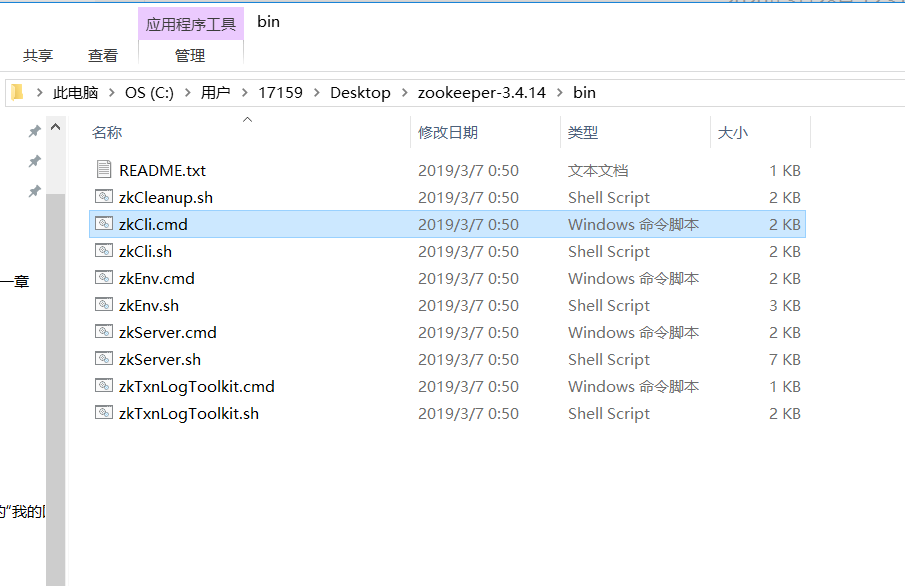 应用程序工具 bin
共享 查看 管理
此电脑 OS (C:) 用户 17159 Desktop zookeeper-3.4.14 bin
名称 修改日期 类型 大小
README.txt 2019/3/7 0:50 文本文档 1 KB
zkCleanup.sh 2019/3/7 0:50 Shell Script 2 KB
zkCli.cmd 2019/3/7 0:50 Windows 命令脚本 2 KB
zkCli.sh 2019/3/7 0:50 Shell Script 2 KB
zkEnv.cmd 2019/3/7 0:50 Windows 命令脚本 2 KB
一章
zkEnv.sh 2019/3/7 0:50 Shell Script 3 KB
zkServer.cmd 2019/3/7 0:50 Windows 命令脚本 2 KB
zkServer.sh 2019/3/7 0:50 Shell Script 7 KB
zkTxnLogToolkit.cmd 2019/3/7 0:50 Windows 命令脚本 1 KB
zkTxnLogToolkit.sh 2019/3/7 0:50 Shell Script 2 KB
的“我的